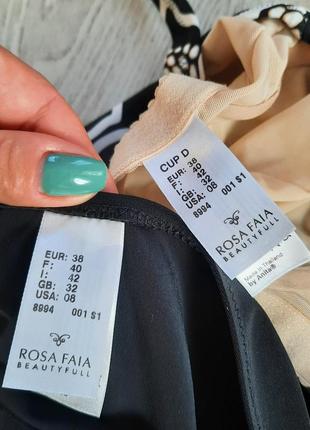 CUP D
EUR: 38
F: 40
I: 42
GB: 32
USA: 08
8994 001 S1
ROSA FAIA
BEAUTYFULL
Made in Thailand
by Anita®
EUR: 38
F: 40
I: 42
GB: 32
USA: 08
8994 001 S1
ROSA FAIA
BEAUTYFULL